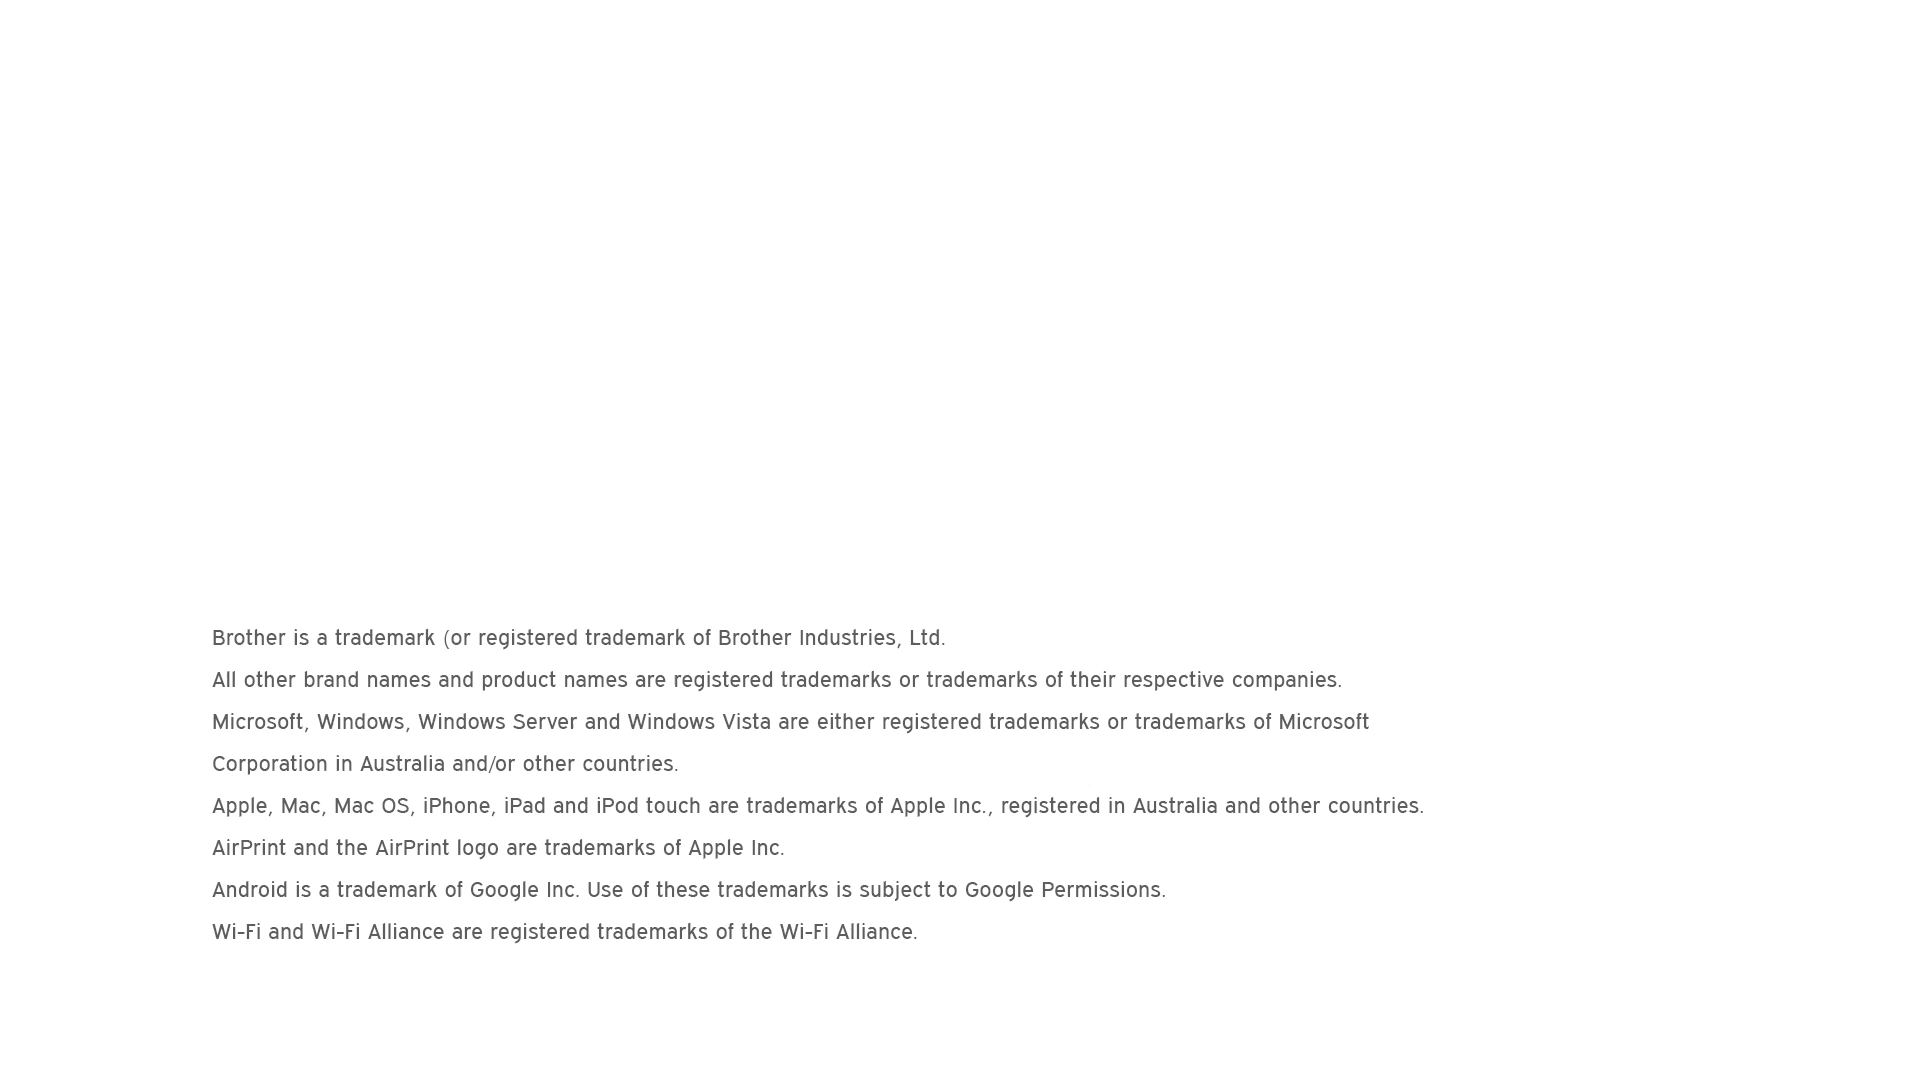 Brother is a trademark (or registered trademark of Brother Industries, Ltd.
All other brand names and product names are registered trademarks or trademarks of their respective companies.
Microsoft, Windows, Windows Server and Windows Vista are either registered trademarks or trademarks of Microsoft
Corporation in Australia and/or other countries.
Apple, Mac, Mac OS, iPhone, iPad and iPod touch are trademarks of Apple Inc., registered in Australia and other countries.
AirPrint and the AirPrint logo are trademarks of Apple Inc.
Android is a trademark of Google Inc. Use of these trademarks is subject to Google Permissions.
Wi-Fi and Wi-Fi Alliance are registered trademarks of the Wi-Fi Alliance.